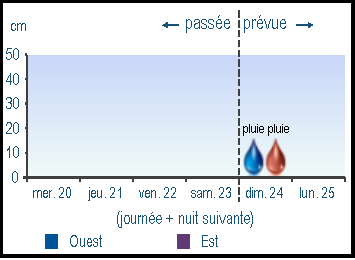 passée prévue
cm
50
40
30
20
10
0
pluie pluie
mer. 20 jeu. 21 ven. 22 sam. 23 dim. 24 lun. 25
(journée + nuit suivante)
Ouest Est